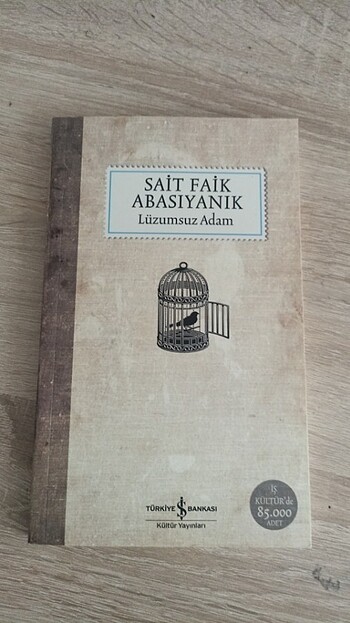 SAİT FAİK
ABASIYANIK
Lüzumsuz Adam
TÜRKİYE İŞ BANKASI
Kültür Yayınları
İŞ
KÜLTÜR'de
85.000
ADET